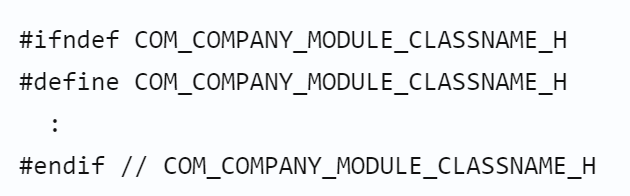 #ifndef COM_COMPANY_MODULE_CLASSNAME_H
#define COM_COMPANY_MODULE_CLASSNAME_H
:
#endif // COM_COMPANY_MODULE_CLASSNAME_H